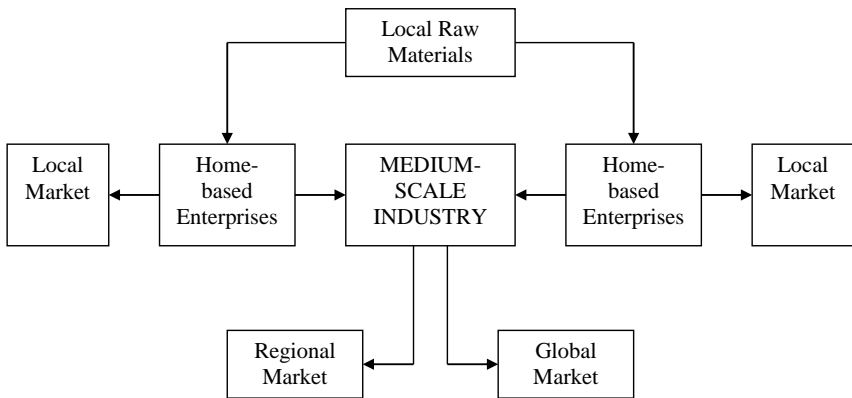 Local Raw
Materials
Local
Market
Home-
based
Enterprises
MEDIUM-
SCALE
INDUSTRY
Home-
based
Enterprises
Local
Market
Regional
Market
Global
Market